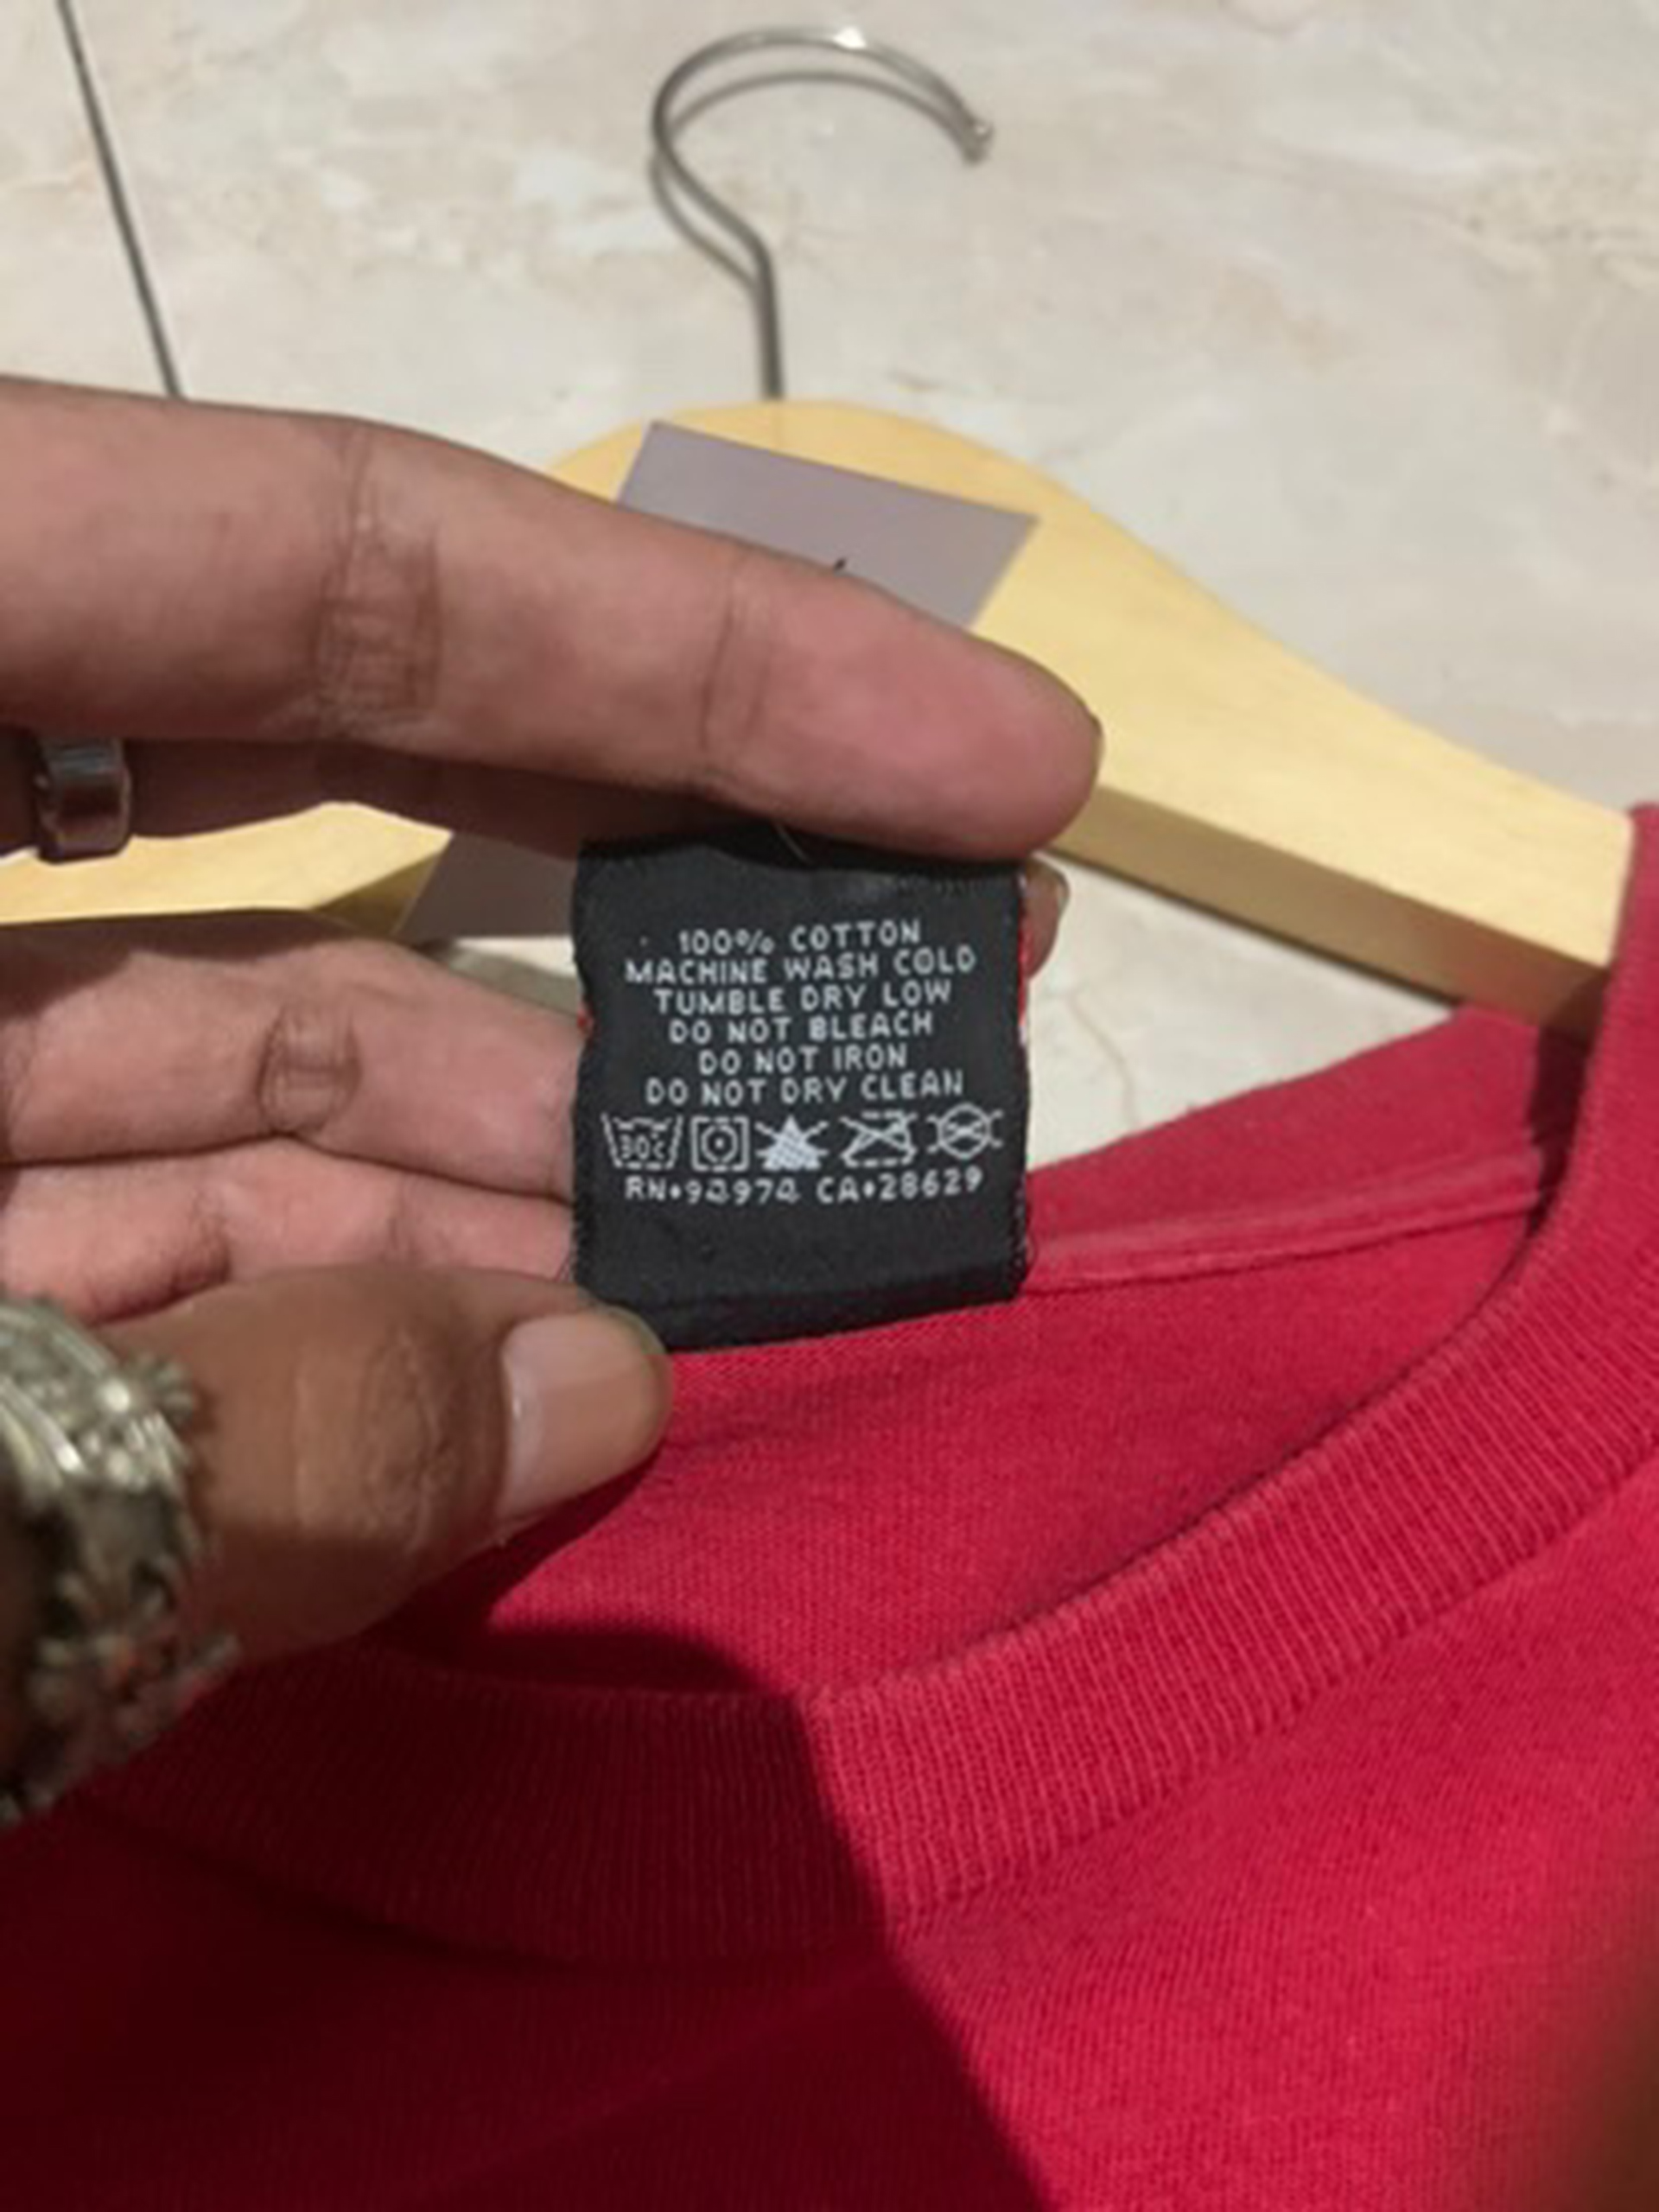 100% COTTON
MACHINE WASH COLD
TUMBLE DRY LOW
DO NOT BLEACH
DO NOT IRON
DO NOT DRY CLEAN
30C
RN•94974 CA•28629